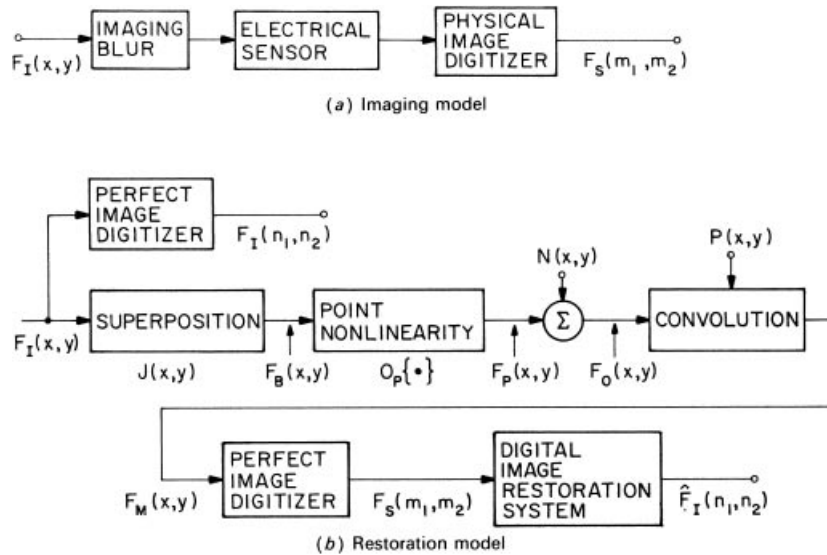 IMAGING
BLUR
ELECTRICAL
SENSOR
PHYSICAL
IMAGE
DIGITIZER
F_I(x,y)
F_S(m_1,m_2)
(a) Imaging model
PERFECT
IMAGE
DIGITIZER
F_I(n_1,n_2)
N(x,y)
P(x,y)
SUPERPOSITION
POINT
NONLINEARITY
Σ
CONVOLUTION
F_I(x,y)
J(x,y)
F_B(x,y)
O_P{•}
F_P(x,y)
F_O(x,y)
PERFECT
IMAGE
DIGITIZER
DIGITAL
IMAGE
RESTORATION
SYSTEM
F_M(x,y)
F_S(m_1,m_2)
F̂_I(n_1,n_2)
(b) Restoration model